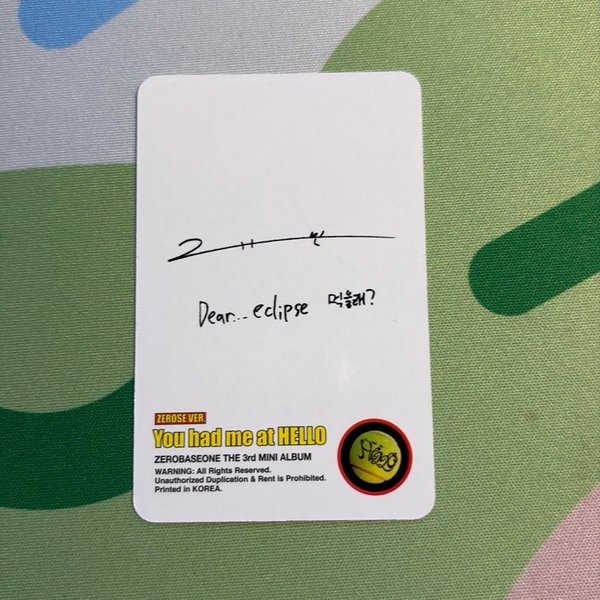 Dear... eclipse 먹을래?
ZEROSE VER.
You had me at HELLO
ZEROBASEONE THE 3rd MINI ALBUM
WARNING: All Rights Reserved.
Unauthorized Duplication & Rent is Prohibited.
Printed in KOREA.
Hello